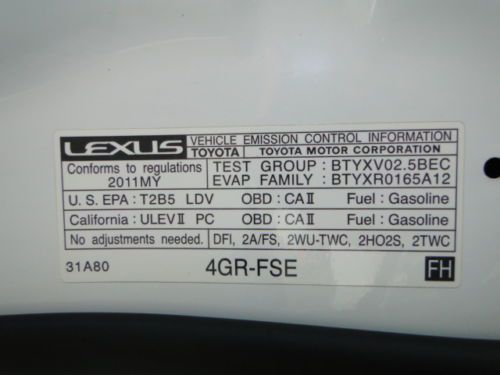 LEXUS VEHICLE EMISSION CONTROL INFORMATION
TOYOTA TOYOTA MOTOR CORPORATION
Conforms to regulations TEST GROUP : BTYXV02.5BEC
2011MY EVAP FAMILY : BTYXR0165A12
U. S. EPA : T2B5 LDV OBD : CAⅡ Fuel : Gasoline
California : ULEVⅡ PC OBD : CAⅡ Fuel : Gasoline
No adjustments needed. DFI, 2A/FS, 2WU-TWC, 2HO2S, 2TWC
31A80 4GR-FSE FH